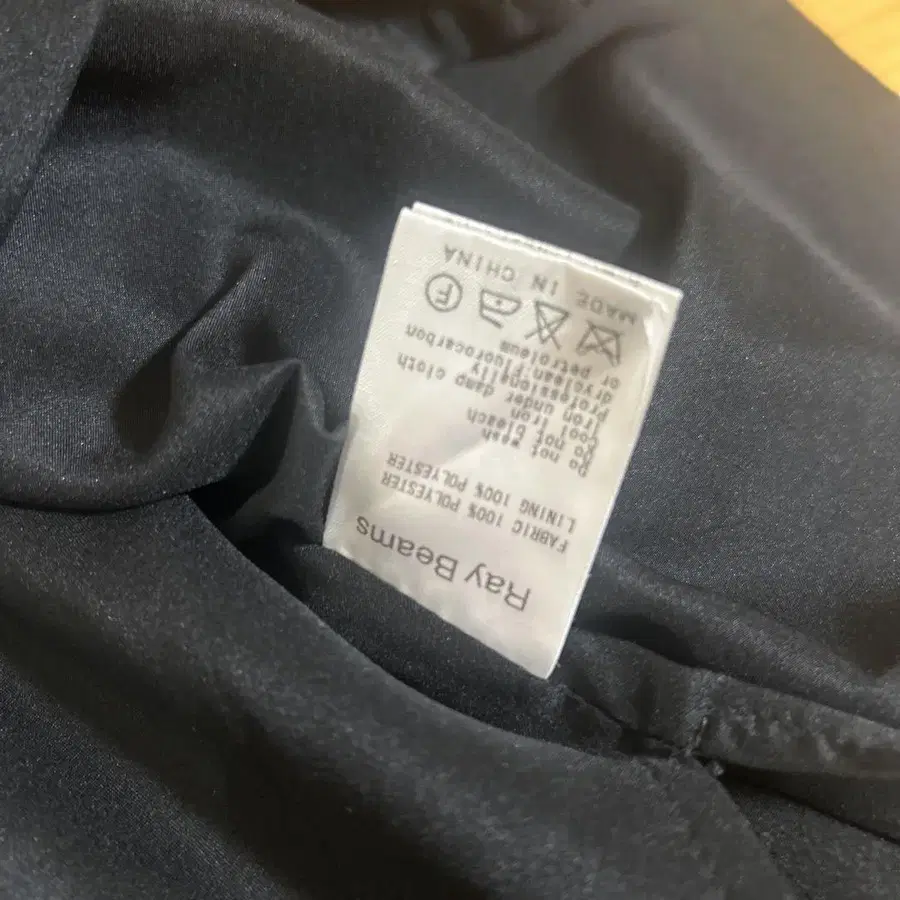 Ray Beams
FABRIC 100% POLYESTER
LINING 100% POLYESTER
Do not wash
Do not bleach
Cool iron
Iron under damp cloth
Professionally
dryclean:Fluorocarbon
or petroleum
F
MADE IN CHINA